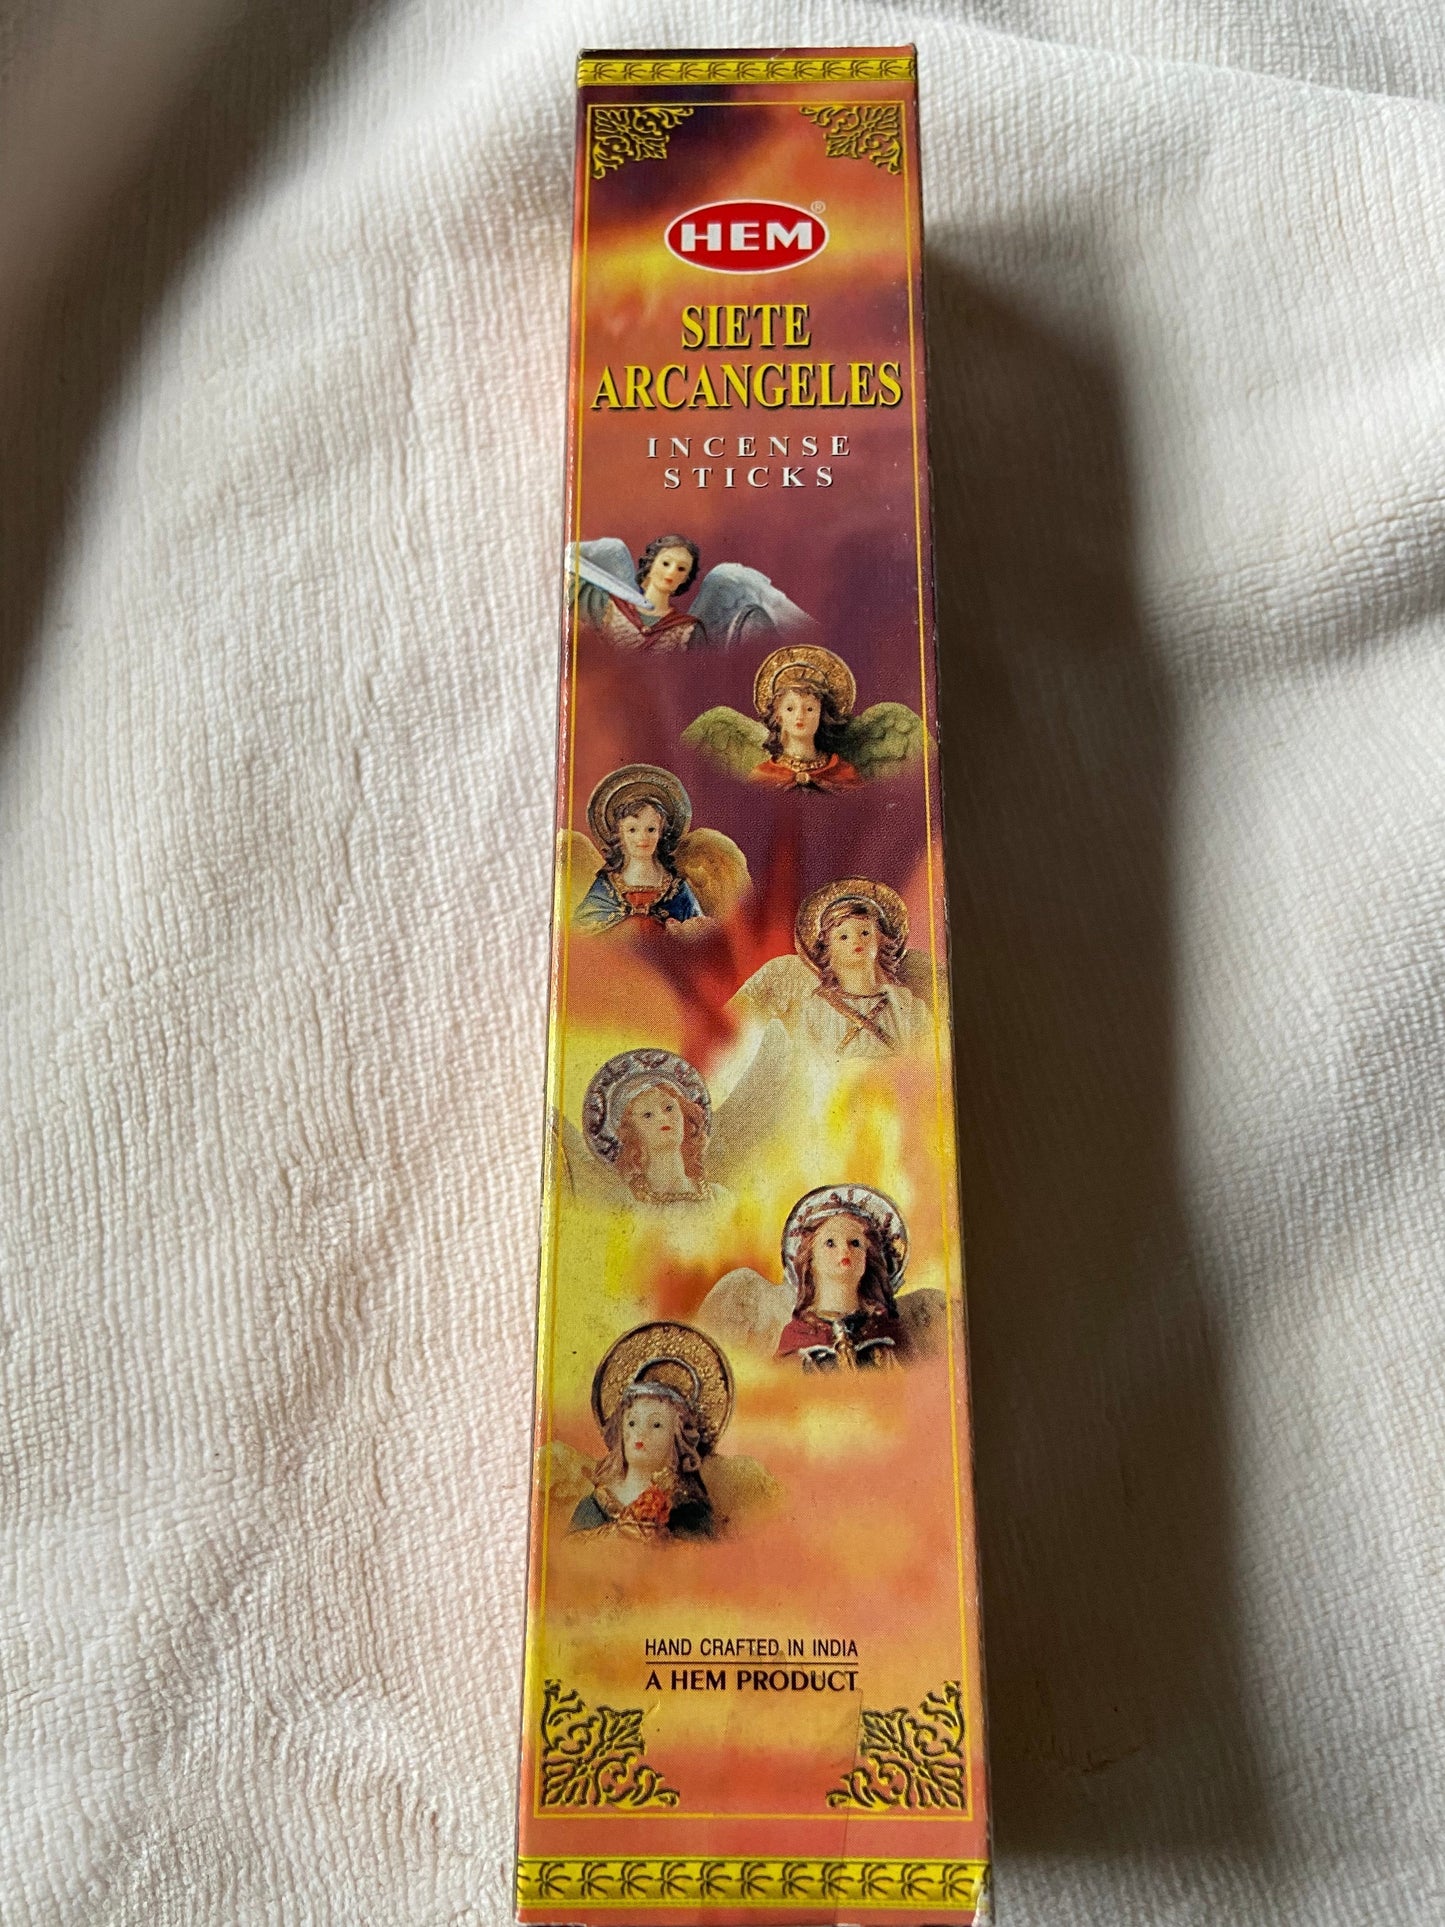 HEM®
SIETE
ARCANGELES
INCENSE
STICKS
HAND CRAFTED IN INDIA
A HEM PRODUCT